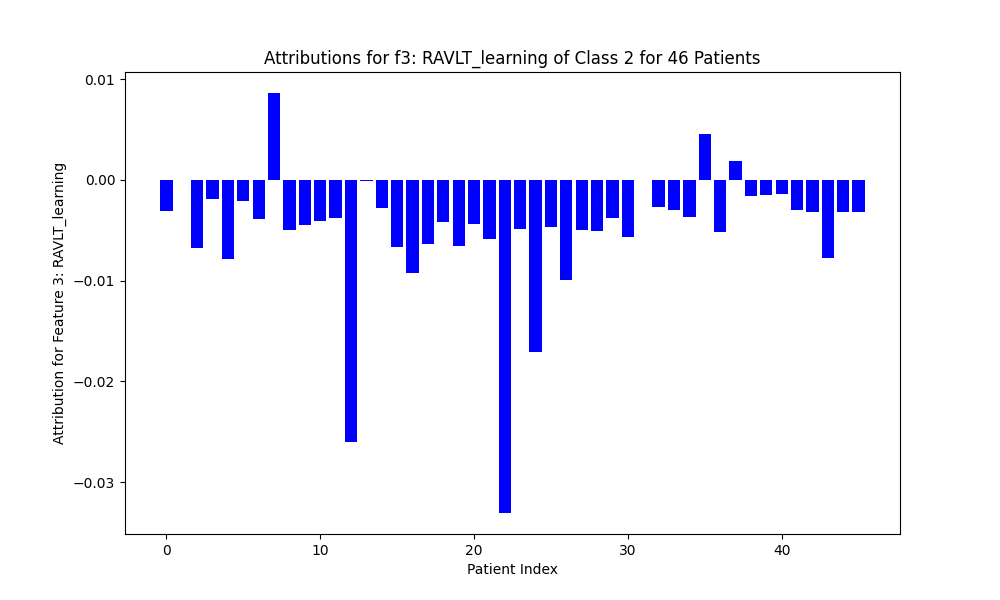 Attributions for f3: RAVLT_learning of Class 2 for 46 Patients
Attribution for Feature 3: RAVLT_learning
0.01
0.00
−0.01
−0.02
−0.03
0 10 20 30 40
Patient Index